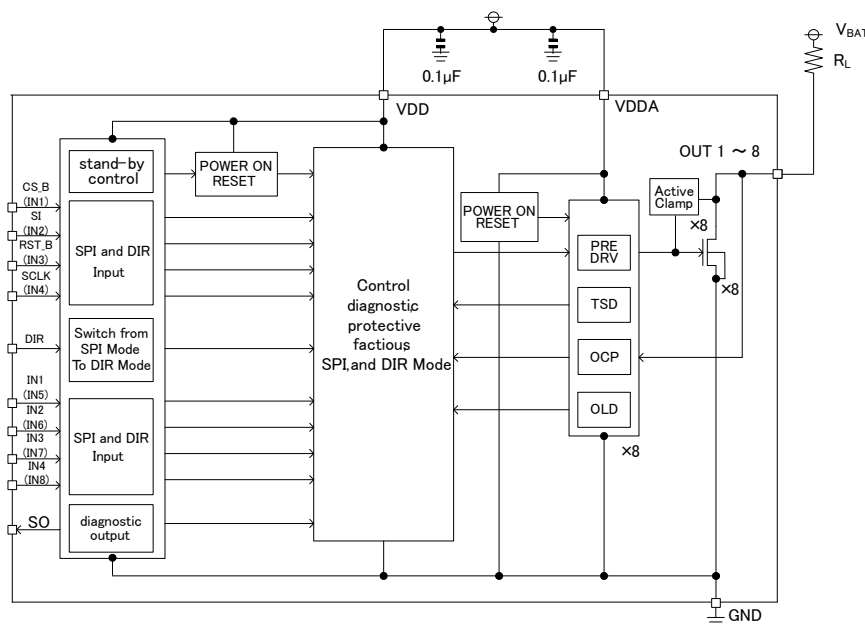 VBAT
RL
0.1μF
0.1μF
VDD
VDDA
OUT 1 ～ 8
stand-by
control
POWER ON
RESET
CS_B
(IN1)
SI
(IN2)
RST_B
(IN3)
SCLK
(IN4)
SPI and DIR
Input
DIR
Switch from
SPI Mode
To DIR Mode
IN1
(IN5)
IN2
(IN6)
IN3
(IN7)
IN4
(IN8)
SPI and DIR
Input
SO
diagnostic
output
Control
diagnostic
protective
factious
SPI,and DIR Mode
POWER ON
RESET
PRE
DRV
TSD
OCP
OLD
×8
Active
Clamp
×8
×8
GND